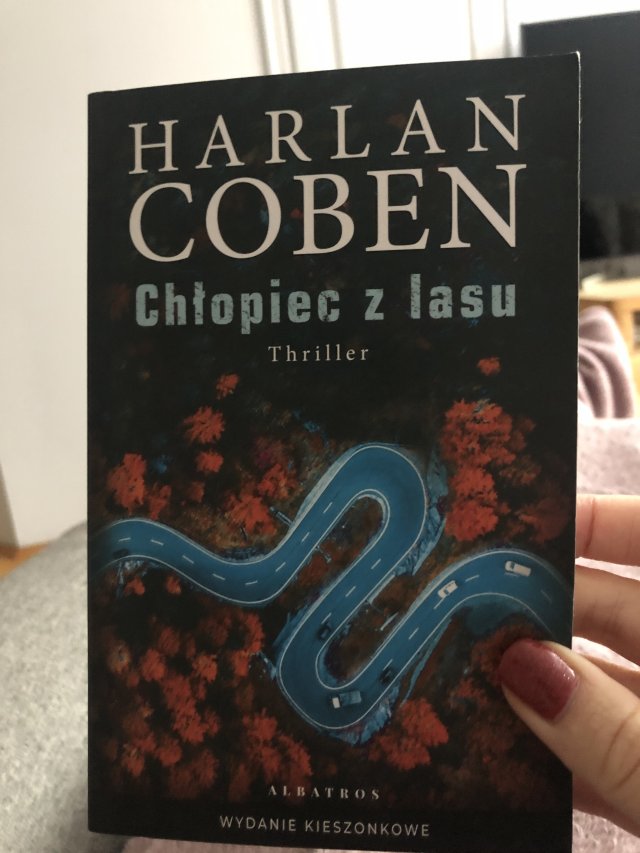 HARLAN
COBEN
Chłopiec z lasu
Thriller
ALBATROS
WYDANIE KIESZONKOWE